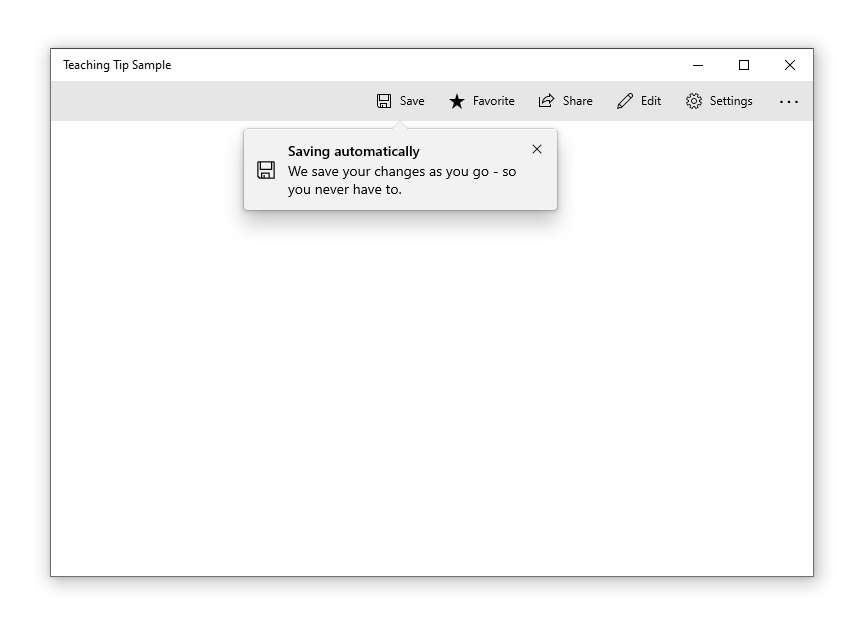 Teaching Tip Sample
Save Favorite Share Edit Settings ...
Saving automatically
We save your changes as you go - so
you never have to.